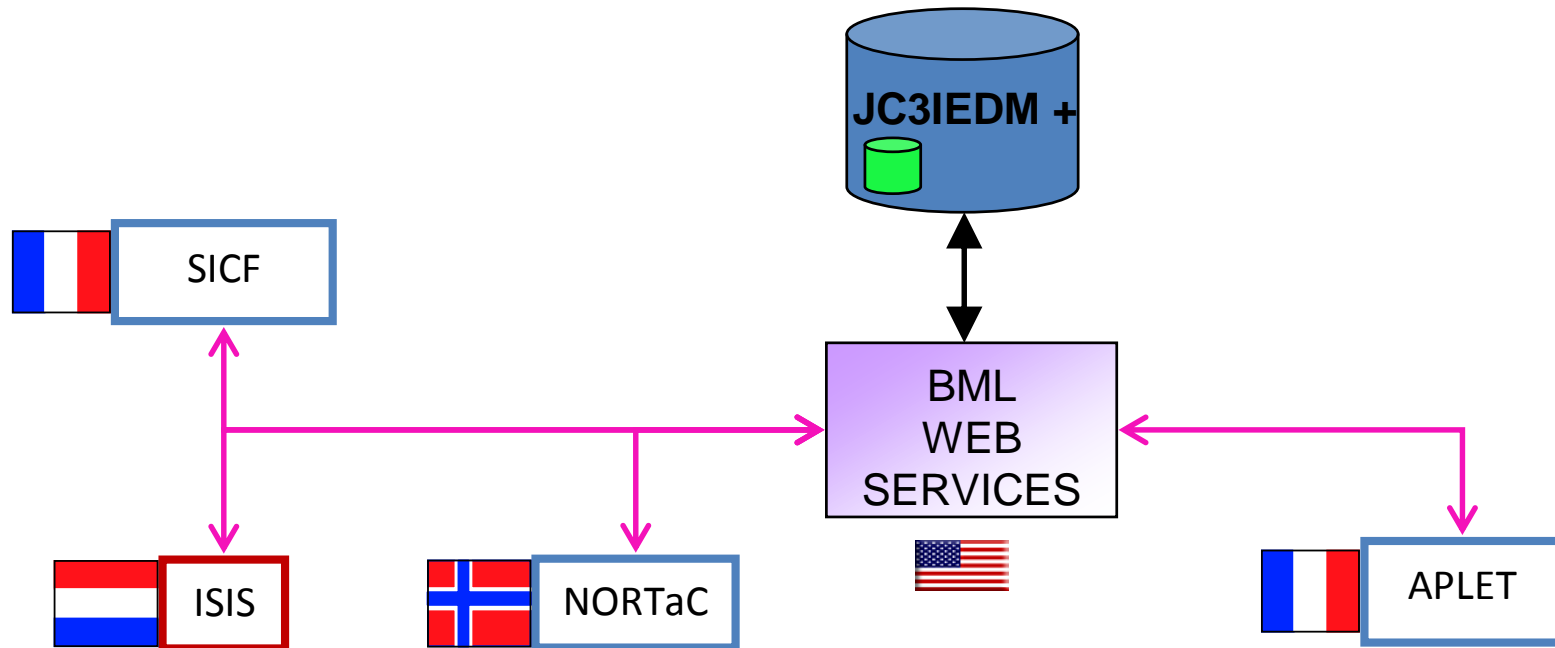 JC3IEDM +
SICF
BML
WEB
SERVICES
ISIS
NORTaC
APLET